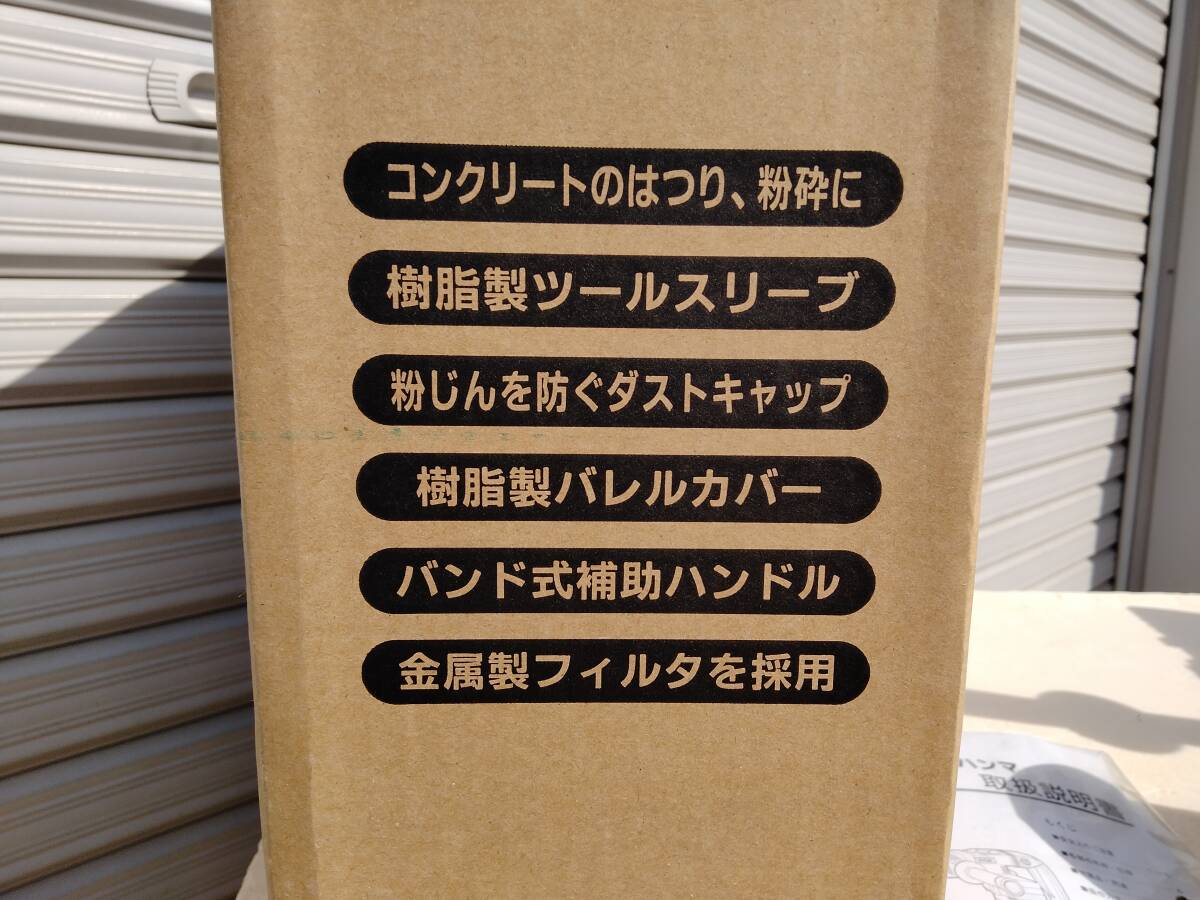 コンクリートのはつり、粉砕に
樹脂製ツールスリーブ
粉じんを防ぐダストキャップ
樹脂製バレルカバー
バンド式補助ハンドル
金属製フィルタを採用
ハンマ
取扱説明書
もくじ